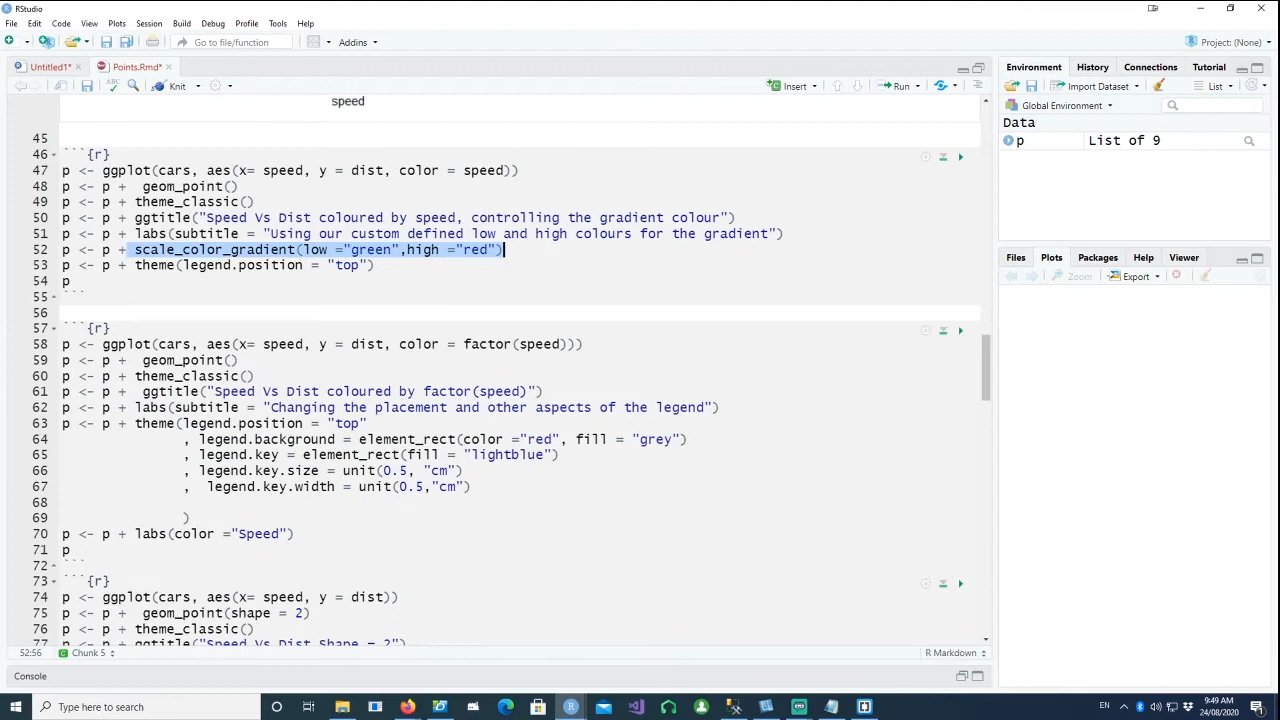 RStudio
File Edit Code View Plots Session Build Debug Profile Tools Help
Go to file/function Addins Project: (None)
Untitled1* Points.Rmd*
ABC Knit Insert Run
speed
45
46 ```{r}
47 p <- ggplot(cars, aes(x= speed, y = dist, color = speed))
48 p <- p +  geom_point()
49 p <- p + theme_classic()
50 p <- p + ggtitle("Speed Vs Dist coloured by speed, controlling the gradient colour")
51 p <- p + labs(subtitle = "Using our custom defined low and high colours for the gradient")
52 p <- p + scale_color_gradient(low ="green",high ="red")
53 p <- p + theme(legend.position = "top")
54 p
55 ```
56
57 ```{r}
58 p <- ggplot(cars, aes(x= speed, y = dist, color = factor(speed)))
59 p <- p +  geom_point()
60 p <- p + theme_classic()
61 p <- p +  ggtitle("Speed Vs Dist coloured by factor(speed)")
62 p <- p + labs(subtitle = "Changing the placement and other aspects of the legend")
63 p <- p + theme(legend.position = "top"
64 , legend.background = element_rect(color ="red", fill = "grey")
65 , legend.key = element_rect(fill = "lightblue")
66 , legend.key.size = unit(0.5, "cm")
67 ,  legend.key.width = unit(0.5,"cm")
68
69 )
70 p <- p + labs(color ="Speed")
71 p
72 ```
73 ```{r}
74 p <- ggplot(cars, aes(x= speed, y = dist))
75 p <- p +  geom_point(shape = 2)
76 p <- p + theme_classic()
77 p <- p + ggtitle("Speed Vs Dist Shape = 2")
52:56 Chunk 5 R Markdown
Console
Environment History Connections Tutorial
Import Dataset List
Global Environment
Data
p List of 9
Files Plots Packages Help Viewer
Zoom Export
Type here to search
ENG 9:49 AM
24/08/2020